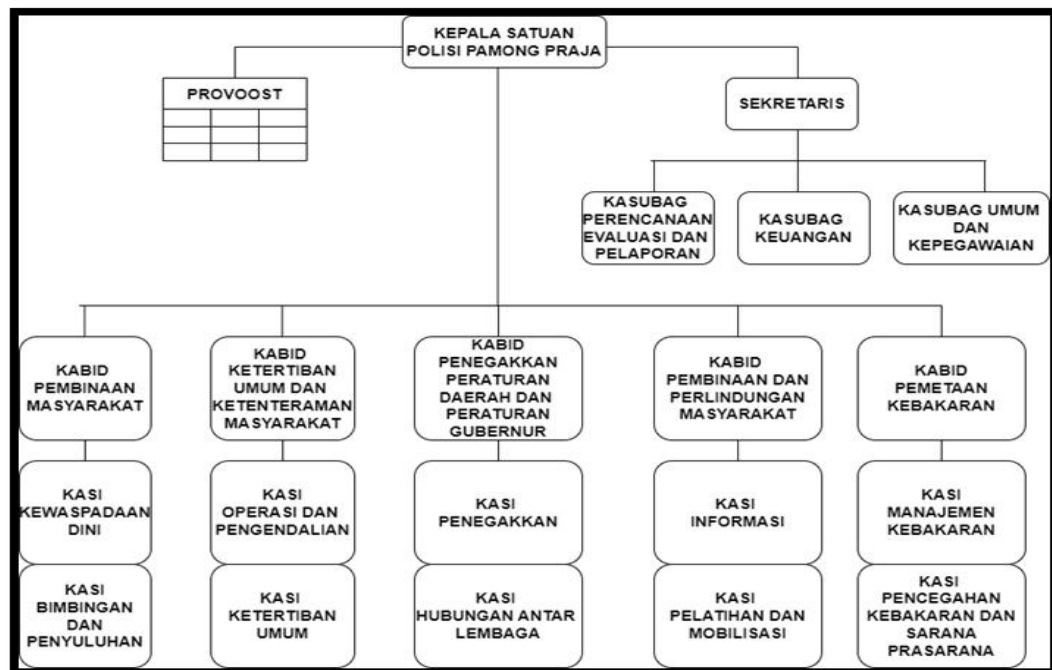 KEPALA SATUAN
POLISI PAMONG PRAJA
PROVOOST
SEKRETARIS
KASUBAG
PERENCANAAN
EVALUASI DAN
PELAPORAN
KASUBAG
KEUANGAN
KASUBAG UMUM
DAN
KEPEGAWAIAN
KABID
PEMBINAAN
MASYARAKAT
KABID
KETERTIBAN
UMUM DAN
KETENTERAMAN
MASYARAKAT
KABID
PENEGAKKAN
PERATURAN
DAERAH DAN
PERATURAN
GUBERNUR
KABID
PEMBINAAN DAN
PERLINDUNGAN
MASYARAKAT
KABID
PEMETAAN
KEBAKARAN
KASI
KEWASPADAAN
DINI
KASI
OPERASI DAN
PENGENDALIAN
KASI
PENEGAKKAN
KASI
INFORMASI
KASI
MANAJEMEN
KEBAKARAN
KASI
BIMBINGAN
DAN
PENYULUHAN
KASI
KETERTIBAN
UMUM
KASI
HUBUNGAN ANTAR
LEMBAGA
KASI
PELATIHAN DAN
MOBILISASI
KASI
PENCEGAHAN
KEBAKARAN DAN
SARANA
PRASARANA